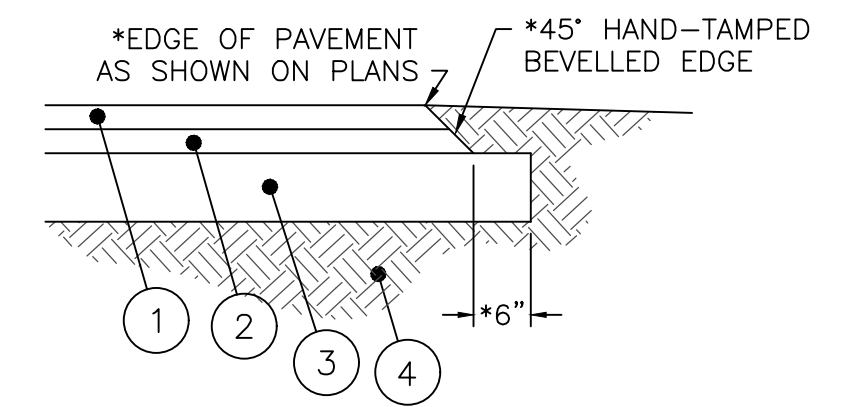 *EDGE OF PAVEMENT
AS SHOWN ON PLANS
*45° HAND-TAMPED
BEVELLED EDGE
*6"
1
2
3
4